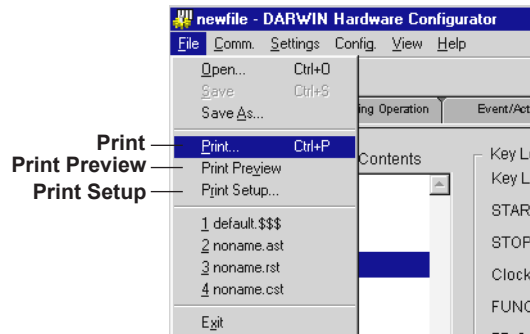 newfile - DARWIN Hardware Configurator
File Comm. Settings Config. View Help
Open... Ctrl+O
Save Ctrl+S
Save As...
ing Operation Event/Act
Print Print... Ctrl+P
Contents Key L
Print Preview Print Preview
Key L
Print Setup Print Setup...
STAR
1 default.$$$
2 noname.ast STOP
3 noname.rst
Clock
4 noname.cst
FUNC
Exit